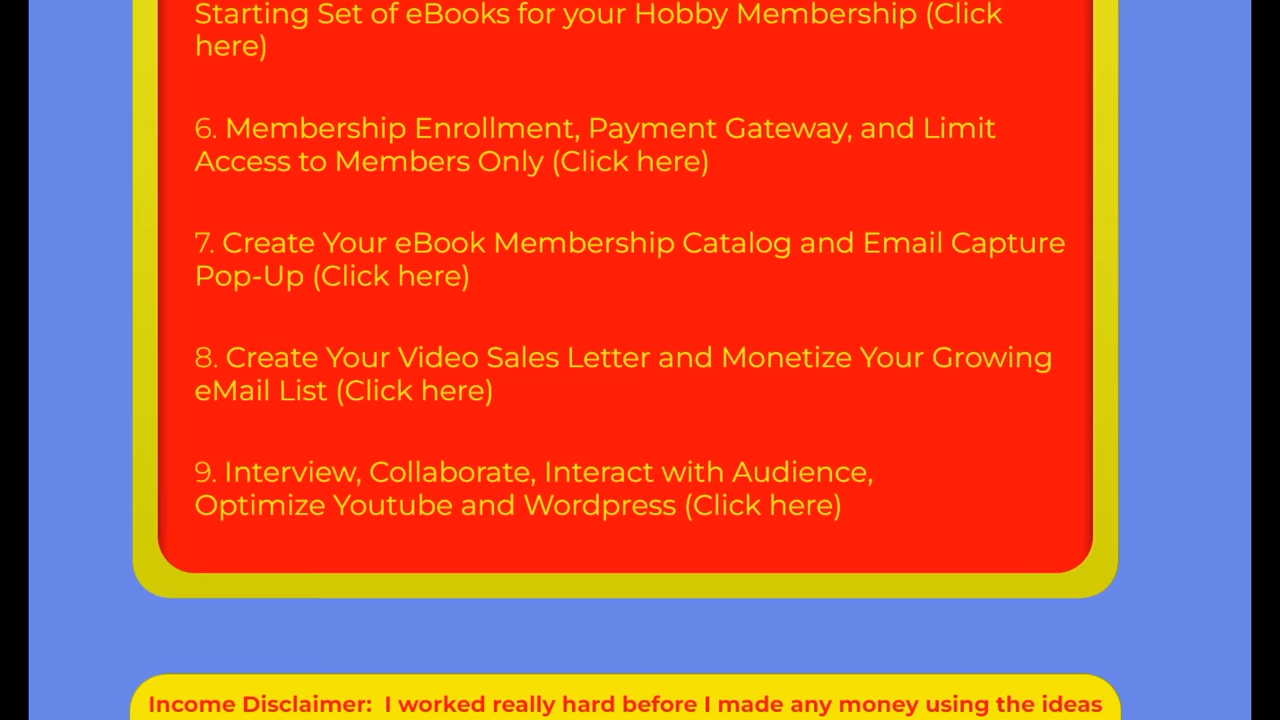 Starting Set of eBooks for your Hobby Membership (Click
here)
6. Membership Enrollment, Payment Gateway, and Limit
Access to Members Only (Click here)
7. Create Your eBook Membership Catalog and Email Capture
Pop-Up (Click here)
8. Create Your Video Sales Letter and Monetize Your Growing
eMail List (Click here)
9. Interview, Collaborate, Interact with Audience,
Optimize Youtube and Wordpress (Click here)
Income Disclaimer:  I worked really hard before I made any money using the ideas